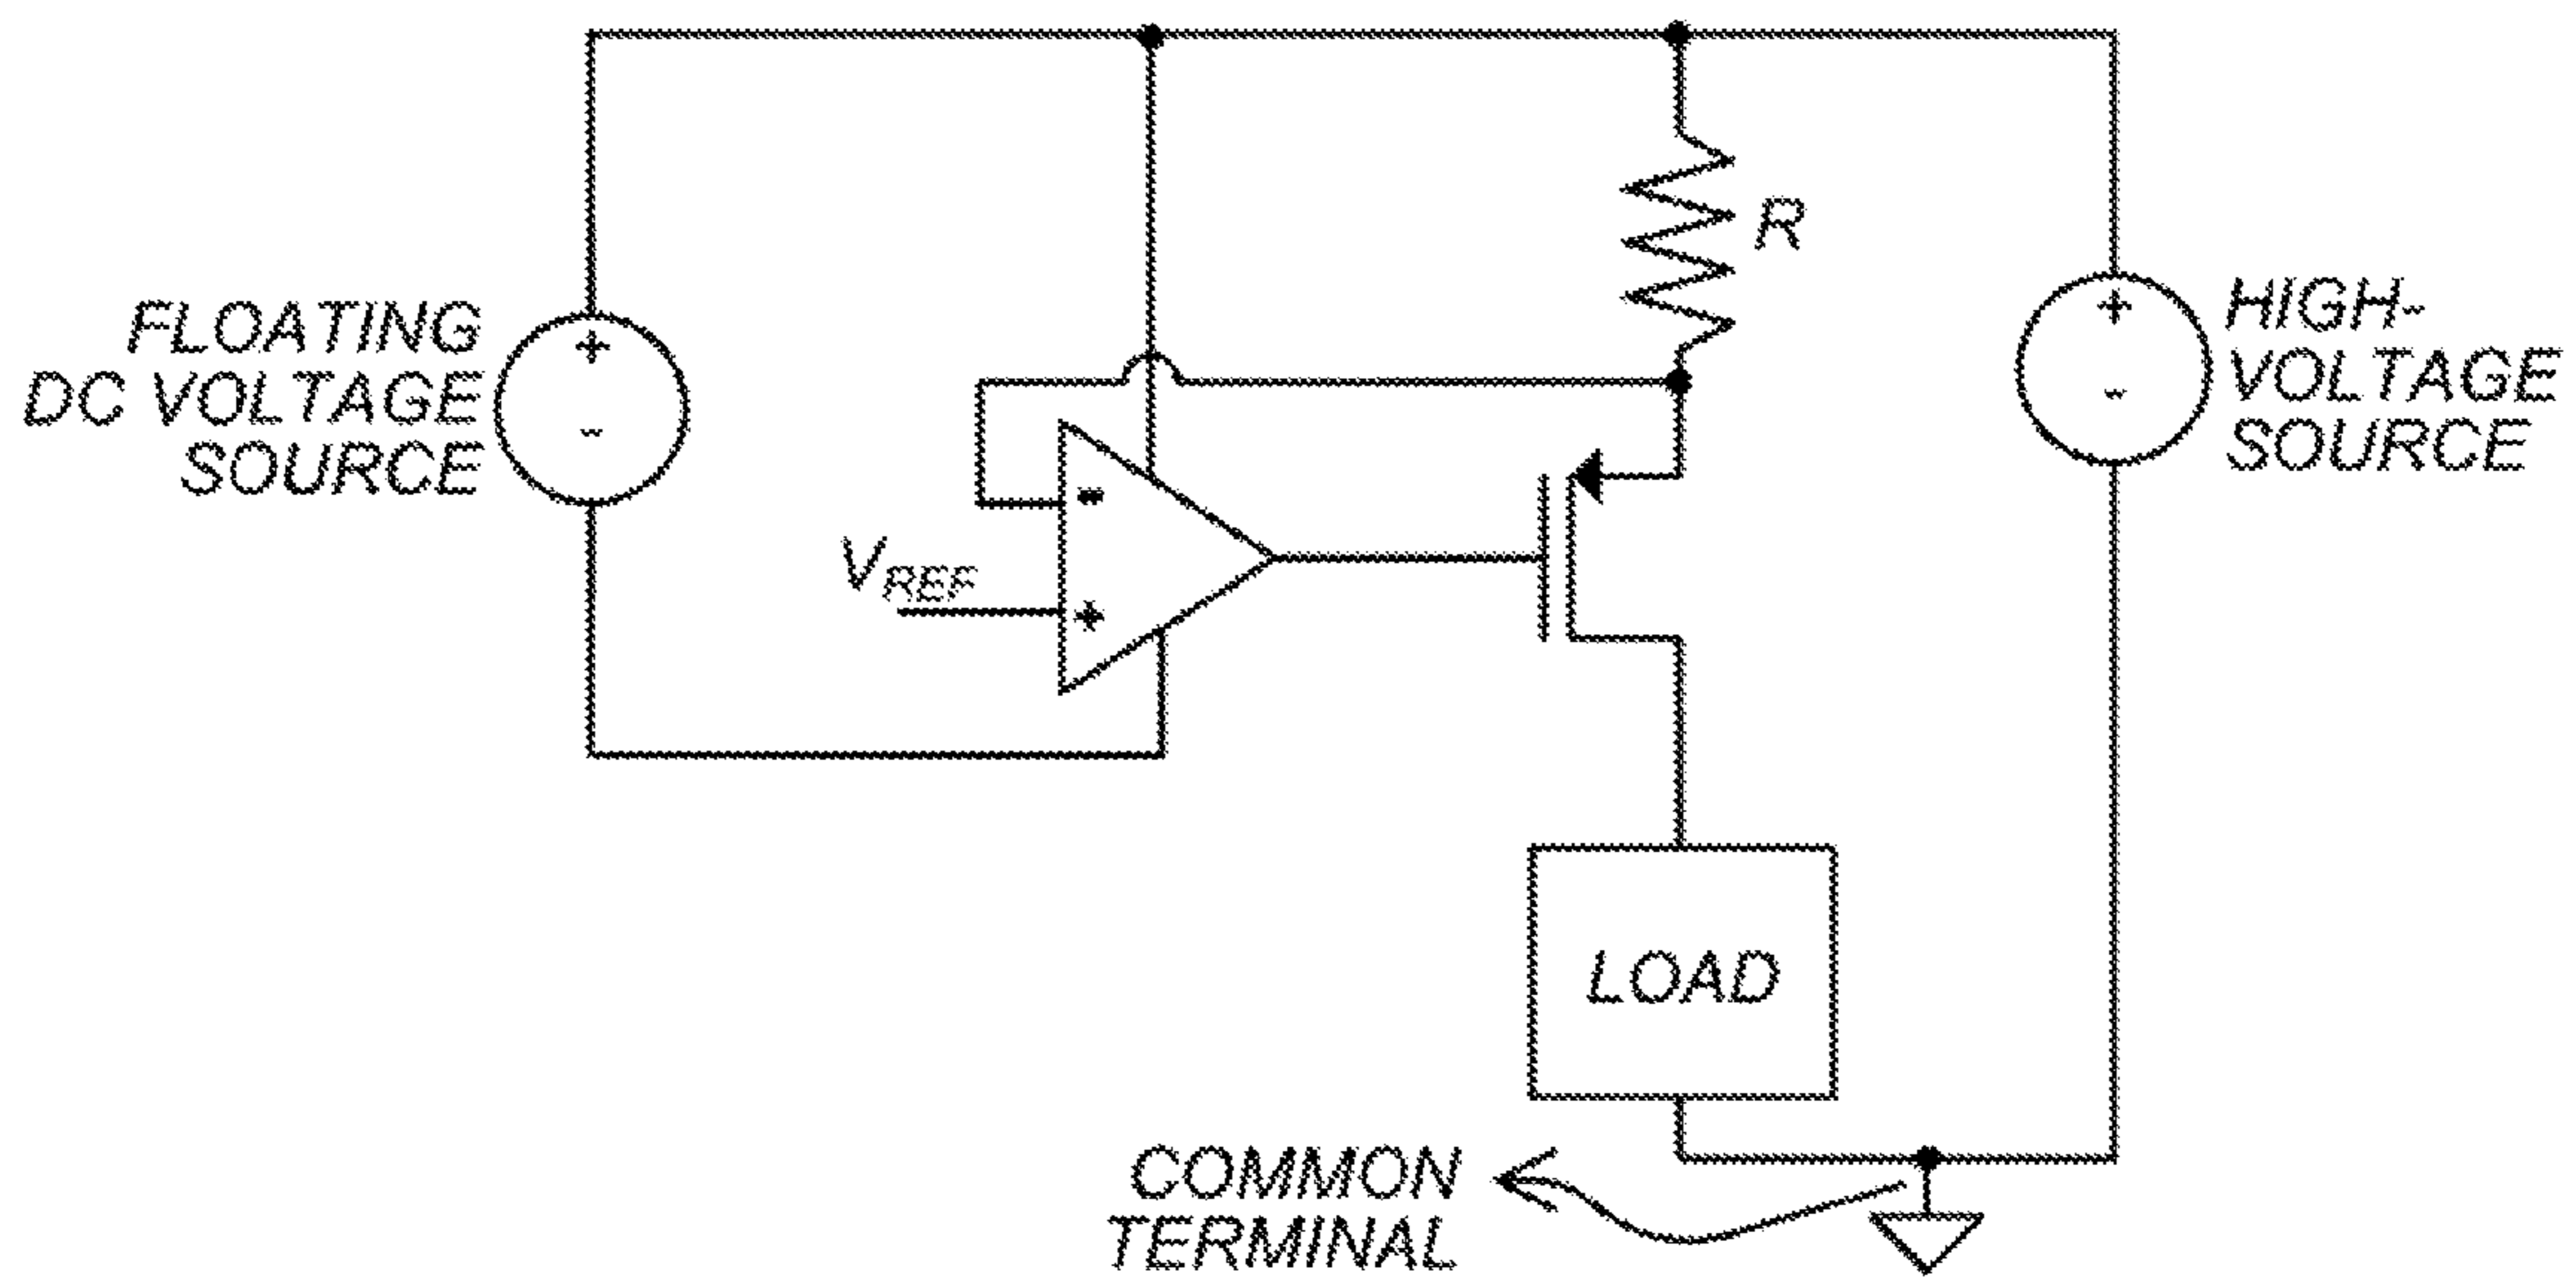 FLOATING
DC VOLTAGE
SOURCE
+
-
R
+
-
HIGH-
VOLTAGE
SOURCE
-
+
VREF
LOAD
COMMON
TERMINAL